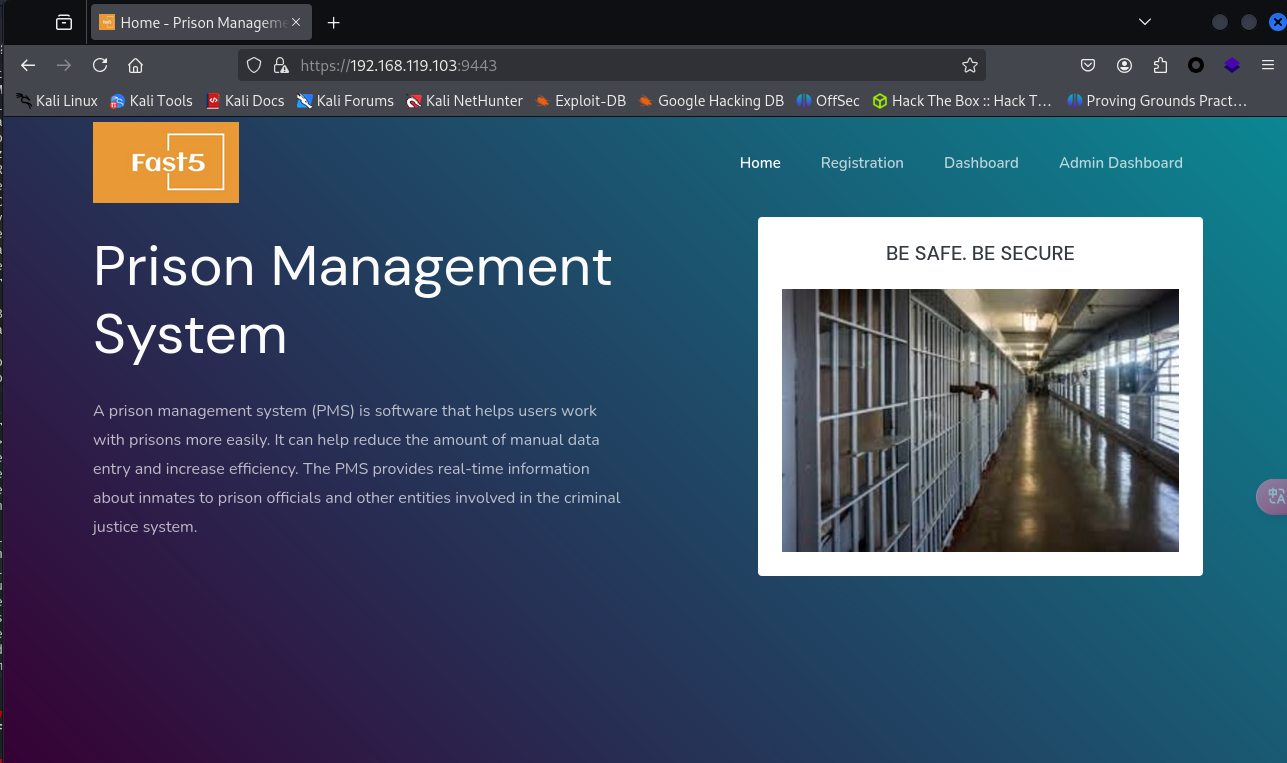 Home - Prison Managem
https://192.168.119.103:9443
Kali Linux Kali Tools Kali Docs Kali Forums Kali NetHunter Exploit-DB Google Hacking DB OffSec Hack The Box :: Hack T... Proving Grounds Pract...
Fast5
Home Registration Dashboard Admin Dashboard
Prison Management
System
BE SAFE. BE SECURE
A prison management system (PMS) is software that helps users work
with prisons more easily. It can help reduce the amount of manual data
entry and increase efficiency. The PMS provides real-time information
about inmates to prison officials and other entities involved in the criminal
justice system.